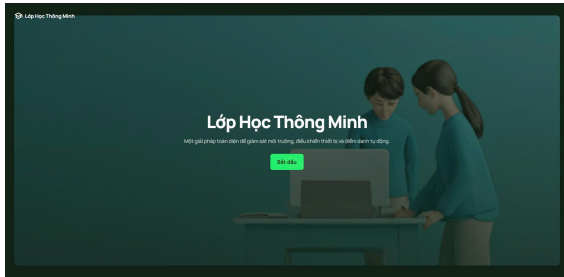 Lớp Học Thông Minh
Lớp Học Thông Minh
Một giải pháp toàn diện để giám sát môi trường, điều khiển thiết bị và điểm danh tự động.
Bắt đầu